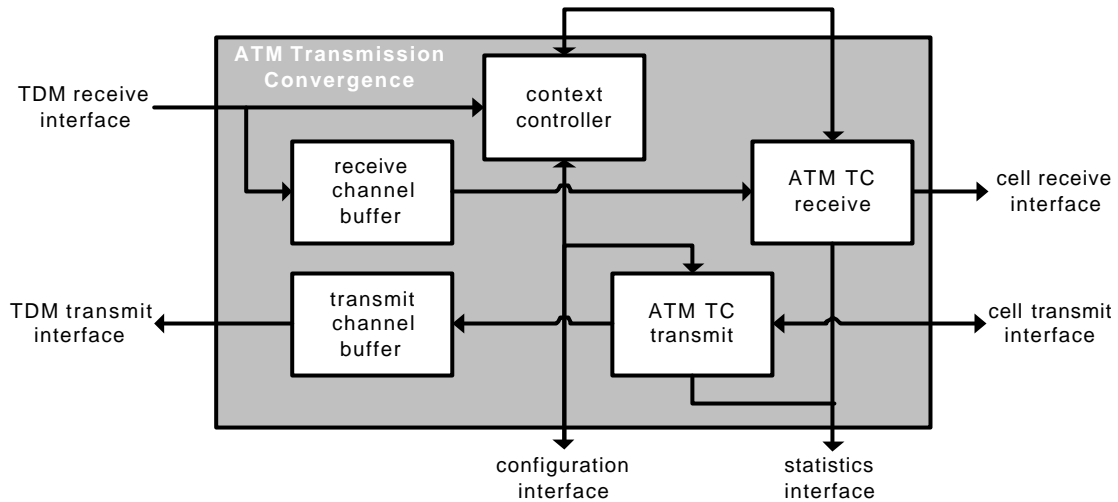 ATM Transmission
Convergence
context
controller
TDM receive
interface
receive
channel
buffer
ATM TC
receive
cell receive
interface
TDM transmit
interface
transmit
channel
buffer
ATM TC
transmit
cell transmit
interface
configuration
interface
statistics
interface